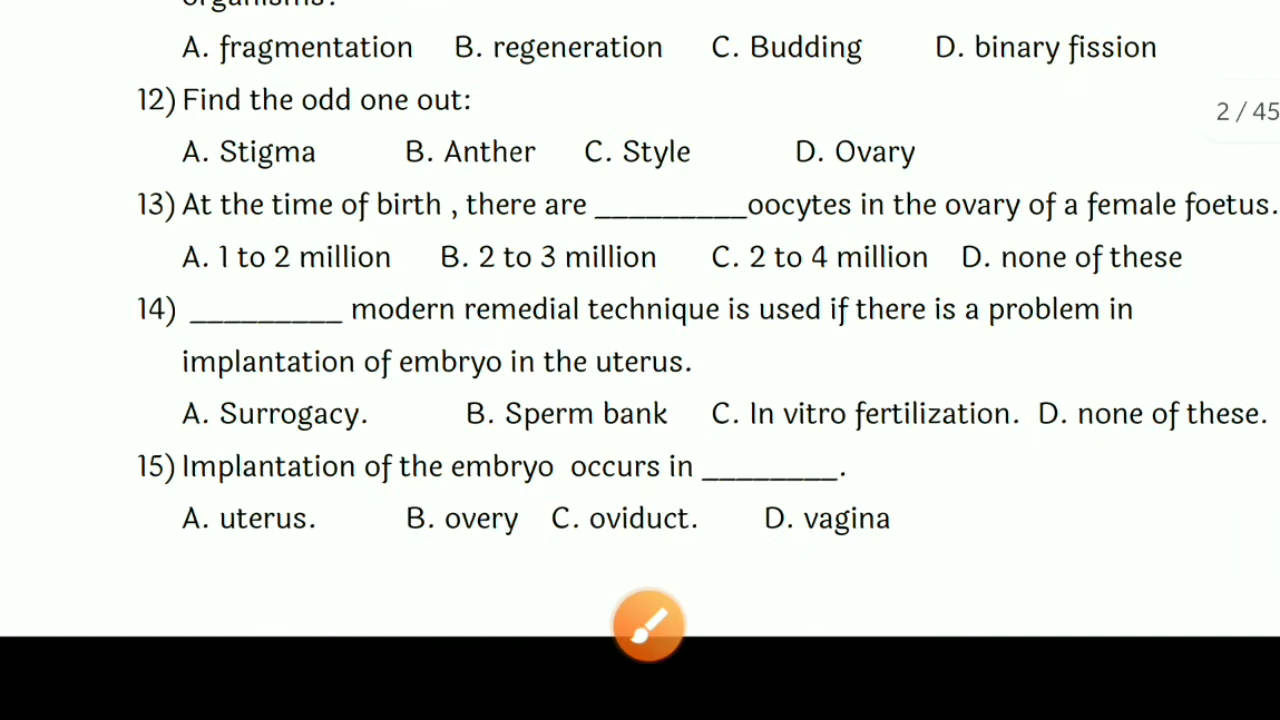 organisms?
A. fragmentation B. regeneration C. Budding D. binary fission
12) Find the odd one out:
2 / 45
A. Stigma B. Anther C. Style D. Ovary
13) At the time of birth , there are _________oocytes in the ovary of a female foetus.
A. 1 to 2 million B. 2 to 3 million C. 2 to 4 million D. none of these
14) _________ modern remedial technique is used if there is a problem in
implantation of embryo in the uterus.
A. Surrogacy. B. Sperm bank C. In vitro fertilization. D. none of these.
15) Implantation of the embryo occurs in ________.
A. uterus. B. overy C. oviduct. D. vagina